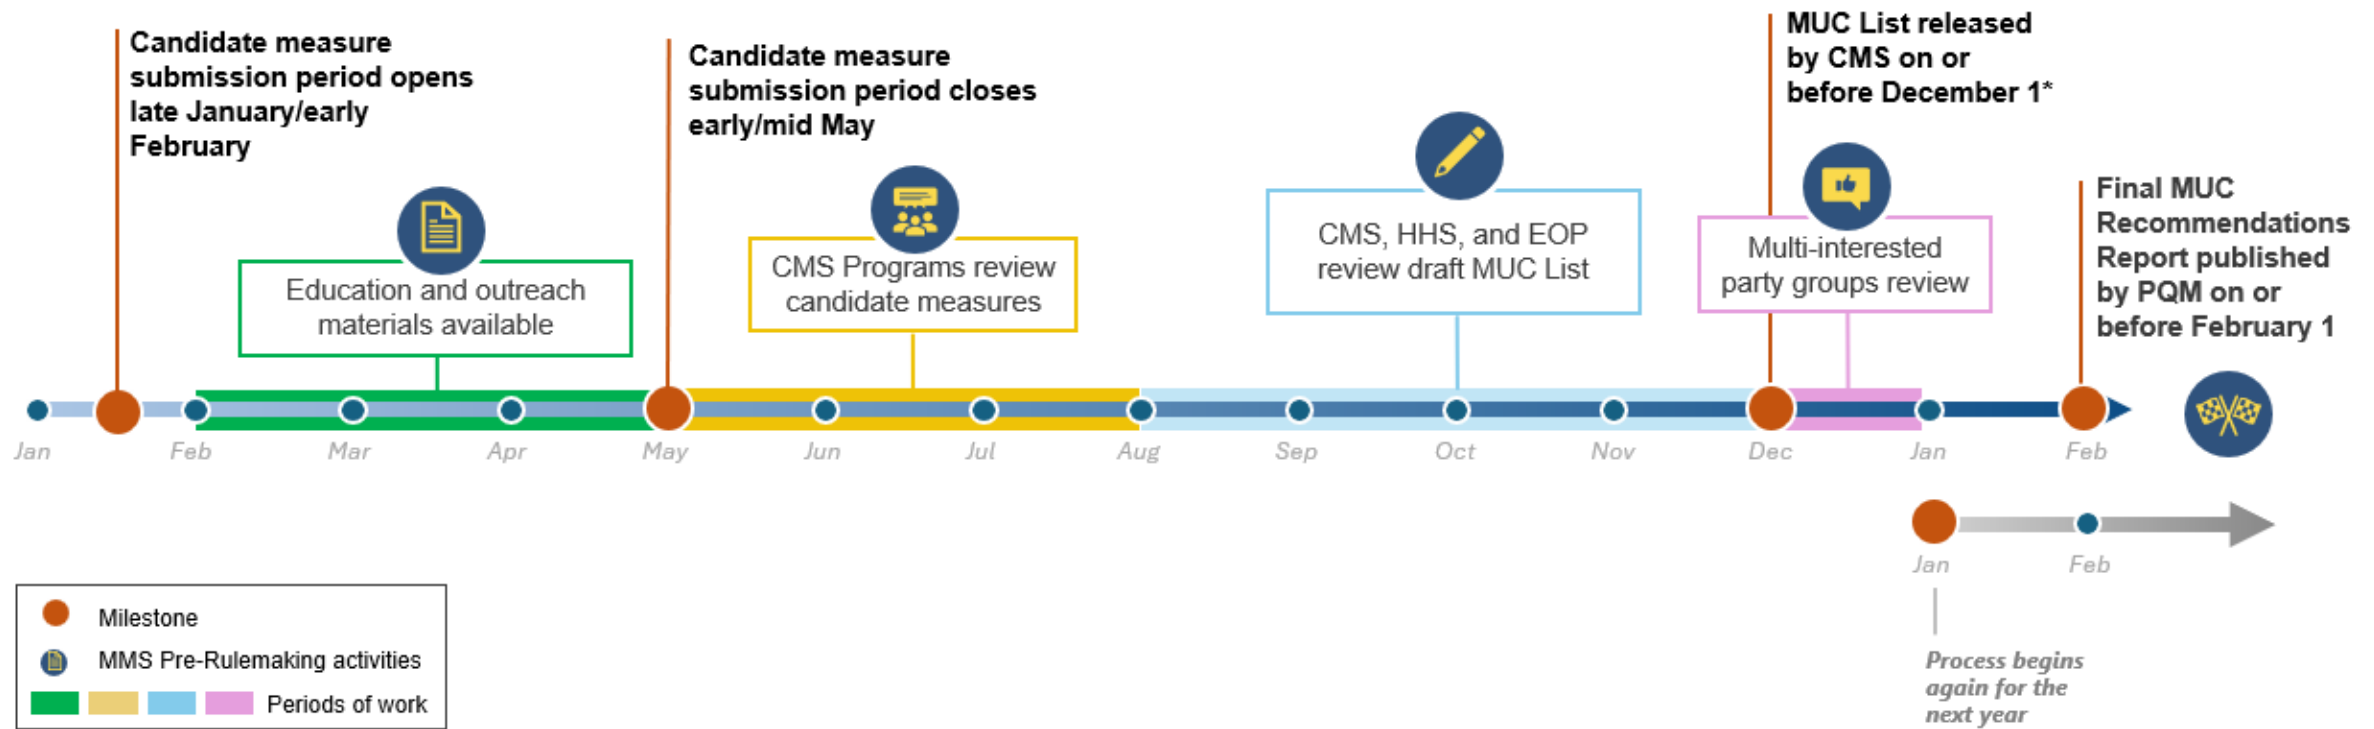 Candidate measure
submission period opens
late January/early
February
Candidate measure
submission period closes
early/mid May
MUC List released
by CMS on or
before December 1*
Final MUC
Recommendations
Report published
by PQM on or
before February 1
Education and outreach
materials available
CMS Programs review
candidate measures
CMS, HHS, and EOP
review draft MUC List
Multi-interested
party groups review
Jan Feb Mar Apr May Jun Jul Aug Sep Oct Nov Dec Jan Feb
Jan Feb
Process begins
again for the
next year
Milestone
MMS Pre-Rulemaking activities
Periods of work